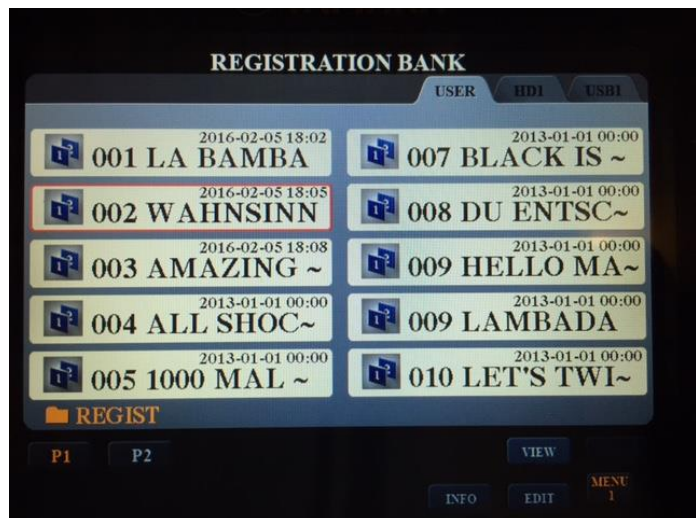 REGISTRATION BANK
USER HD1 USB1
2016-02-05 18:02
001 LA BAMBA
2016-02-05 18:05
002 WAHNSINN
2016-02-05 18:08
003 AMAZING ~
2013-01-01 00:00
004 ALL SHOC~
2013-01-01 00:00
005 1000 MAL ~
2013-01-01 00:00
007 BLACK IS ~
2013-01-01 00:00
008 DU ENTSC~
2013-01-01 00:00
009 HELLO MA~
2013-01-01 00:00
009 LAMBADA
2013-01-01 00:00
010 LET'S TWI~
REGIST
P1 P2 VIEW
INFO EDIT MENU
1